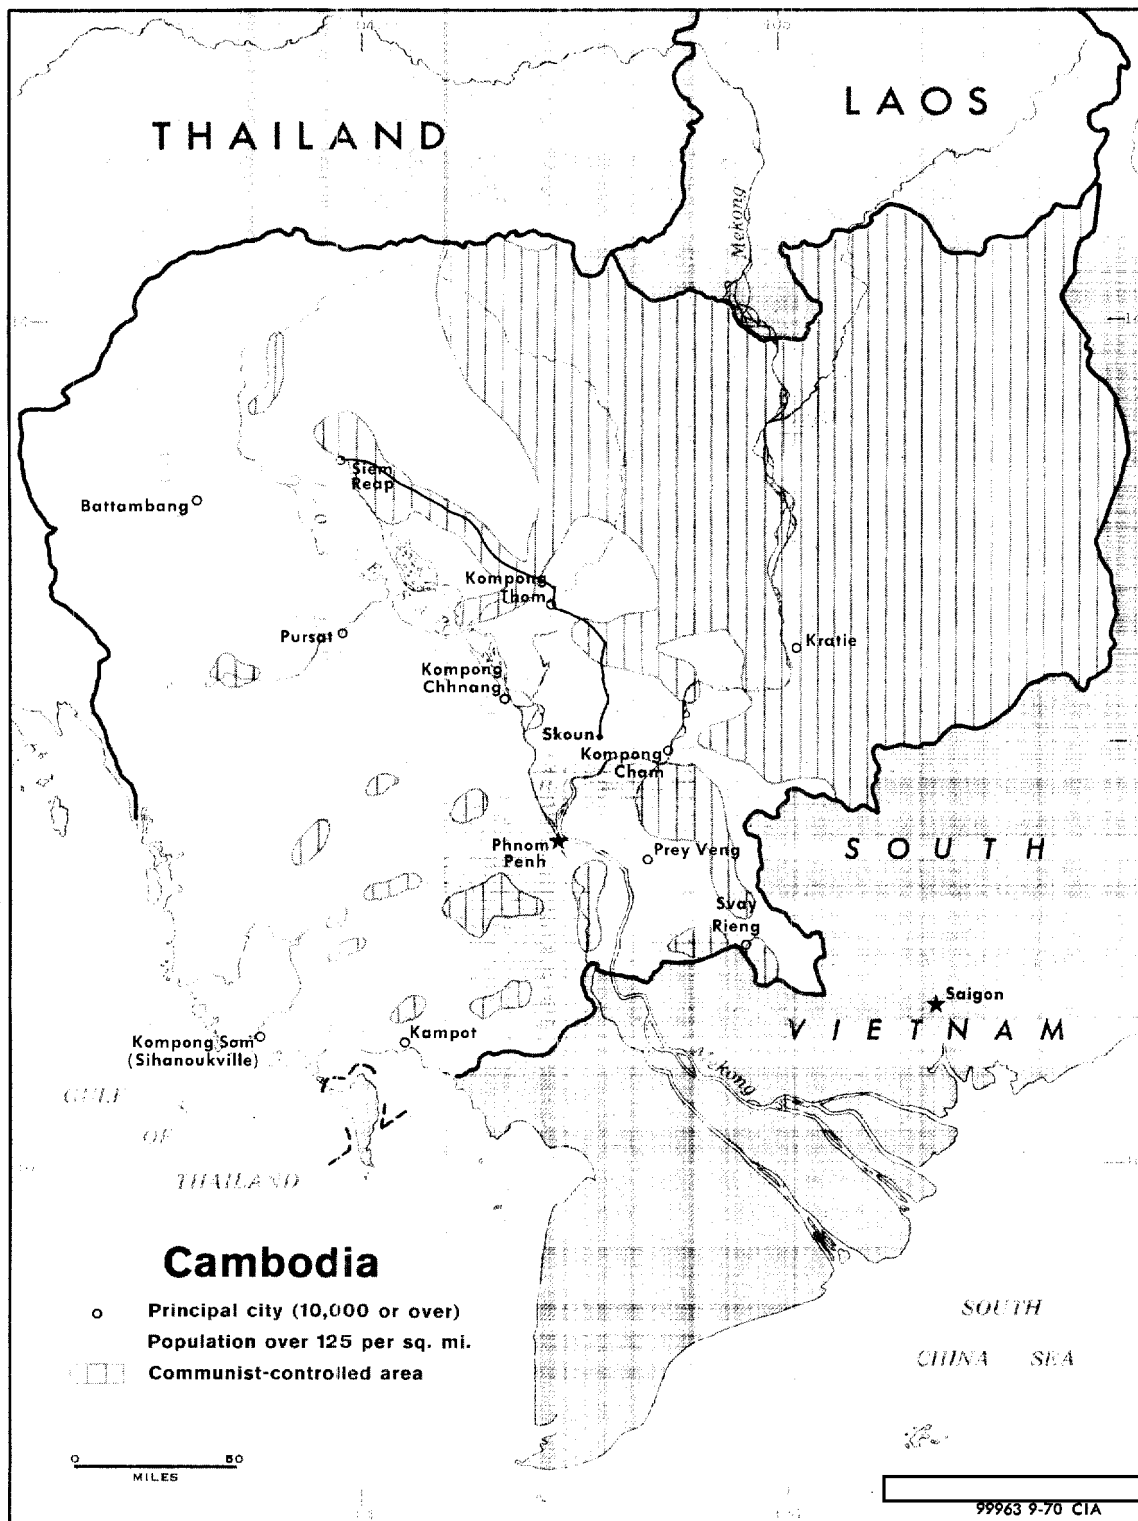 LAOS
THAILAND
Mekong
Siem
Reap
Battambang
Kompong
Thom
Pursat
Kratie
Kompong
Chhnang
Skoun
Kompong
Cham
Phnom
Penh
Prey Veng
SOUTH
Svay
Rieng
Saigon
VIETNAM
Kompong Som
(Sihanoukville)
Kampot
Mekong
GULF
OF
THAILAND
Cambodia
Principal city (10,000 or over)
Population over 125 per sq. mi.
Communist-controlled area
SOUTH
CHINA SEA
0 50
MILES
99963 9-70 CIA